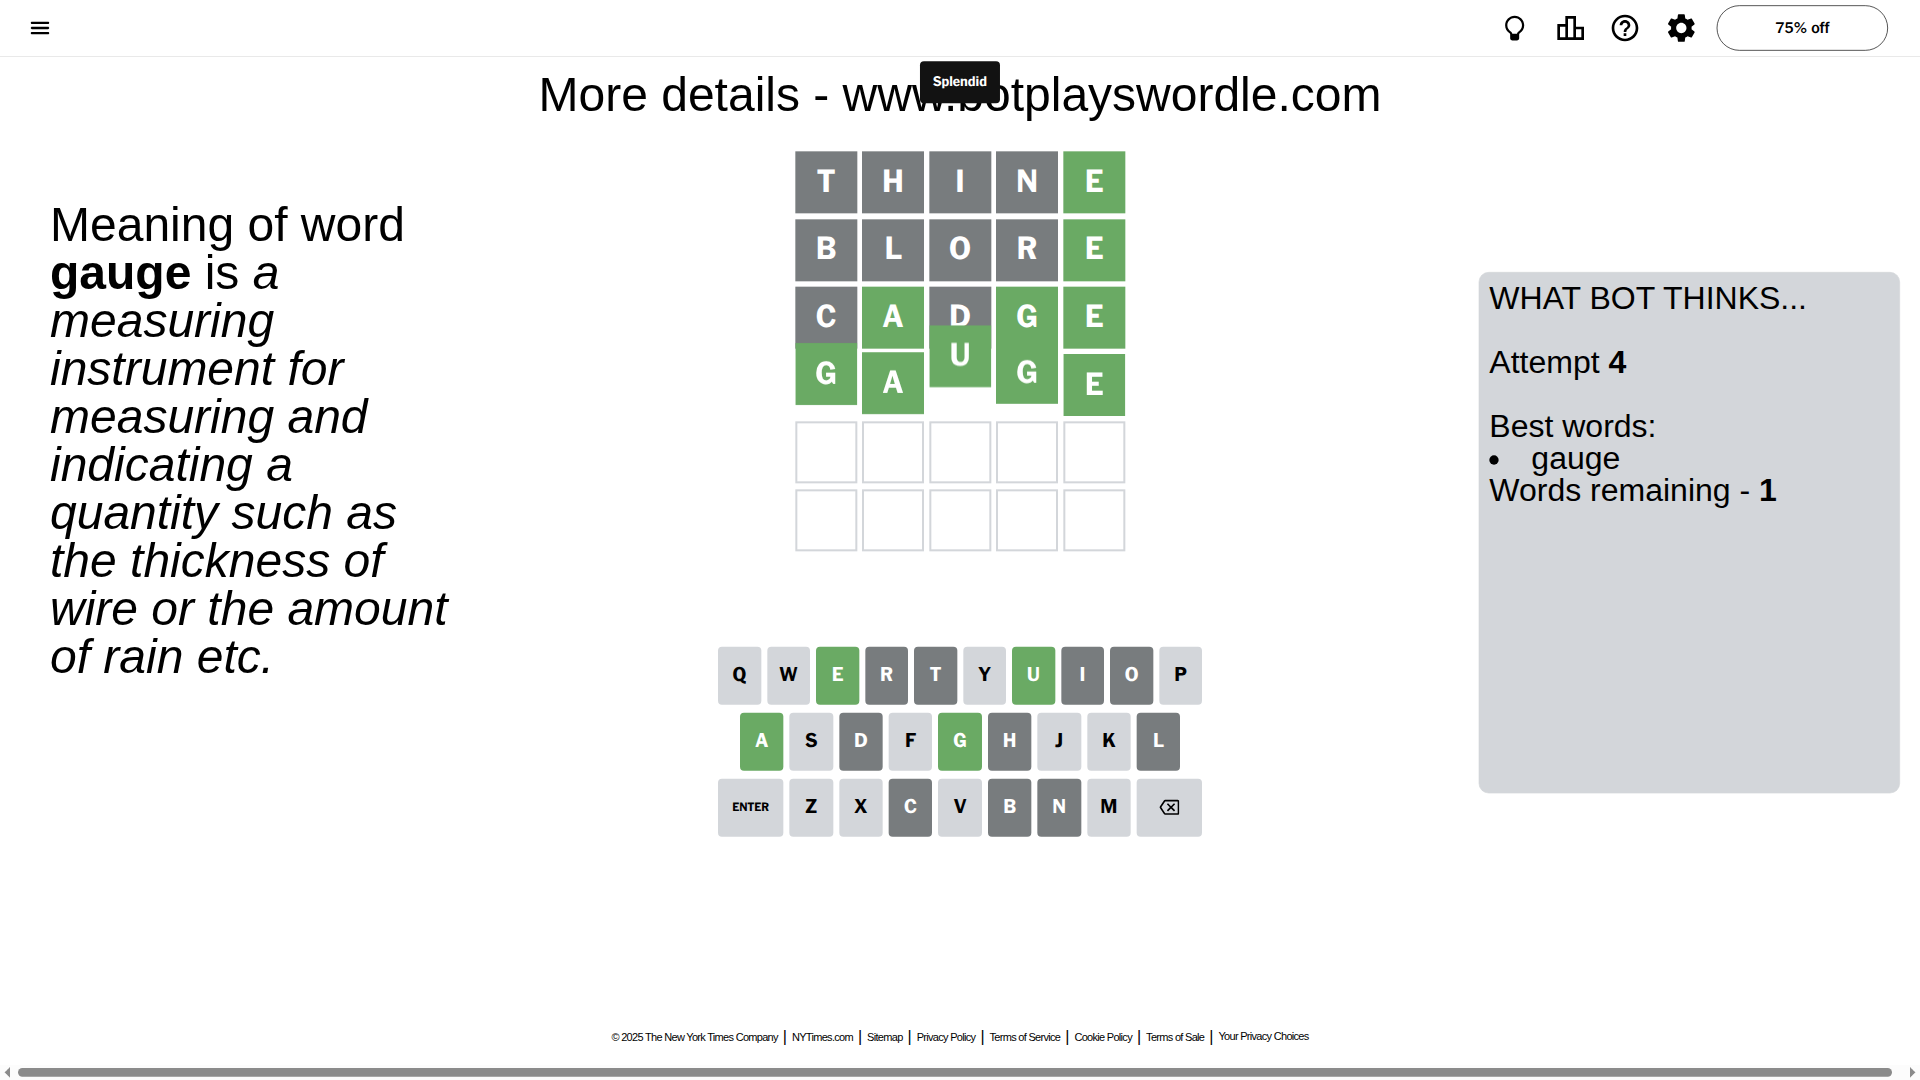 75% off
Splendid
More details - www.botplayswordle.com
T H I N E
B L O R E
C A D G E
G A U G E
Meaning of word
gauge is a
measuring
instrument for
measuring and
indicating a
quantity such as
the thickness of
wire or the amount
of rain etc.
WHAT BOT THINKS...
Attempt 4
Best words:
• gauge
Words remaining - 1
Q W E R T Y U I O P
A S D F G H J K L
ENTER Z X C V B N M
© 2025 The New York Times Company | NYTimes.com | Sitemap | Privacy Policy | Terms of Service | Cookie Policy | Terms of Sale | Your Privacy Choices